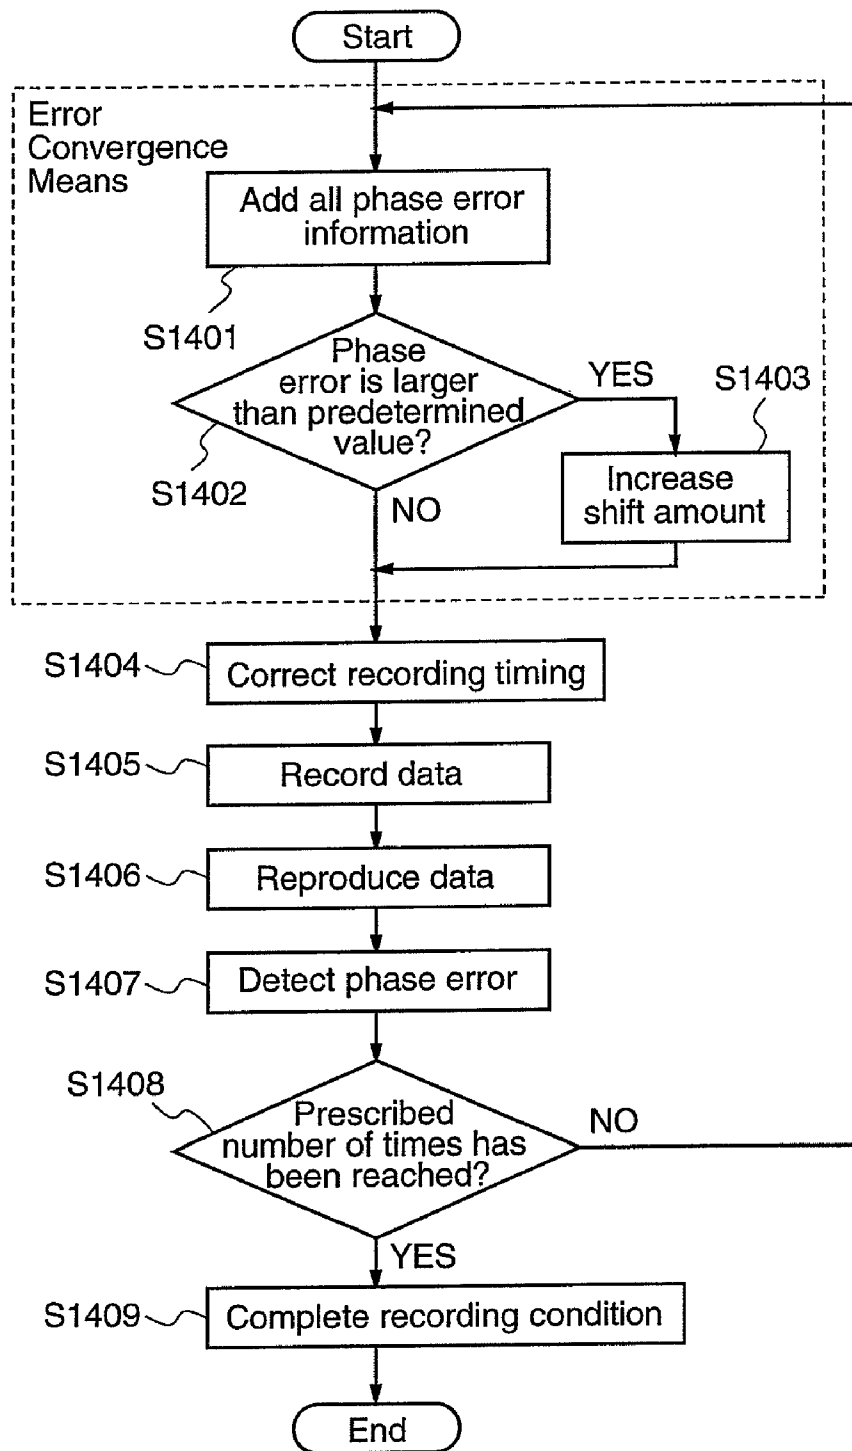 Start
Error
Convergence
Means
Add all phase error
information
S1401
Phase
error is larger
than predetermined
value?
YES
S1403
S1402
Increase
shift amount
NO
S1404
Correct recording timing
S1405
Record data
S1406
Reproduce data
S1407
Detect phase error
S1408
Prescribed
number of times has
been reached?
NO
YES
S1409
Complete recording condition
End